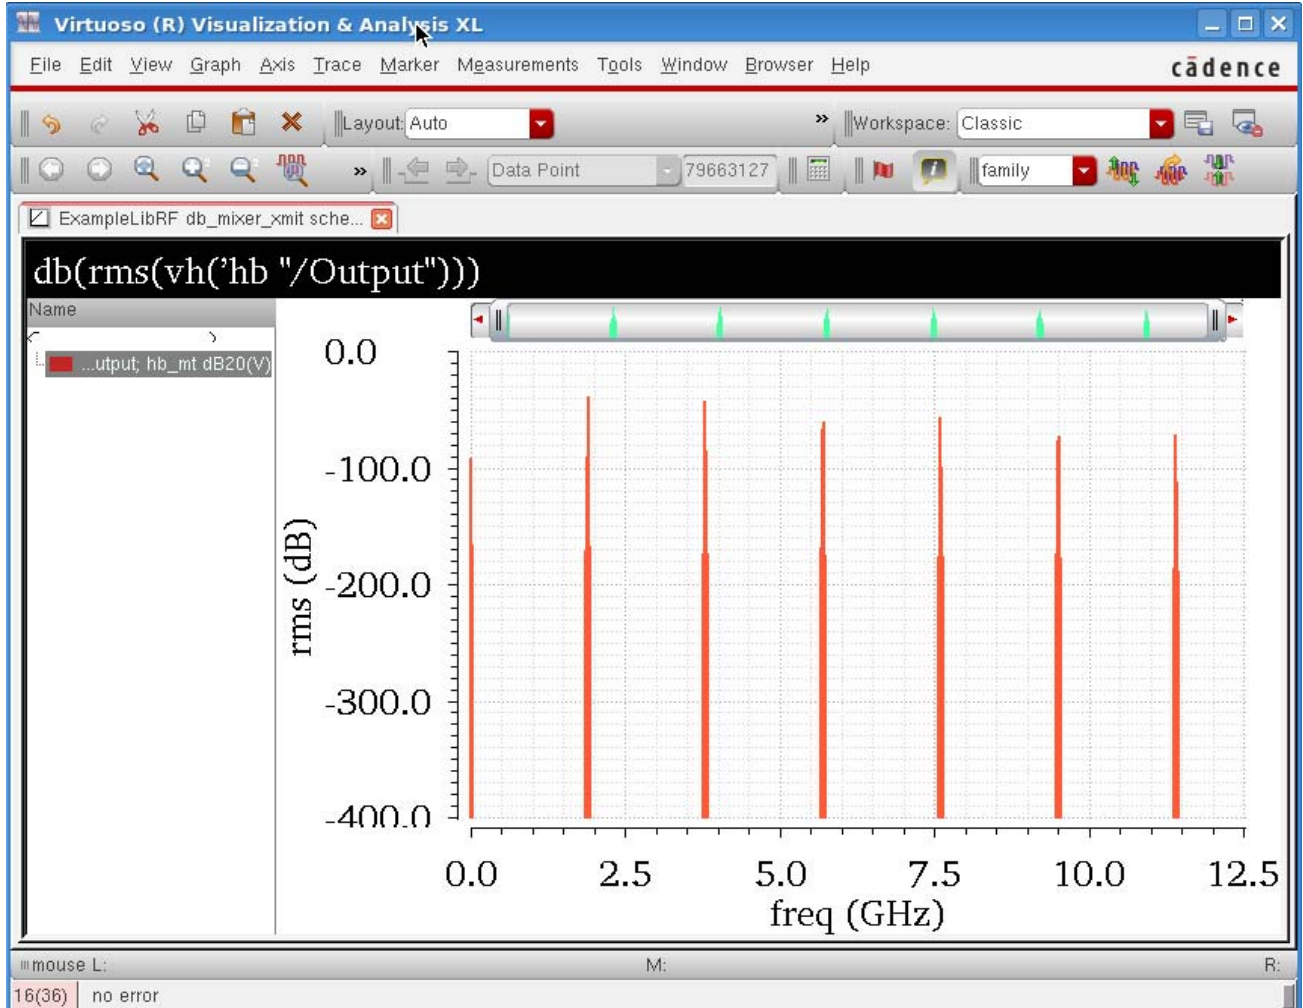 Virtuoso (R) Visualization & Analysis XL
File Edit View Graph Axis Trace Marker Measurements Tools Window Browser Help cādence
Layout: Auto » Workspace: Classic
» Data Point 79663127 family
ExampleLibRF db_mixer_xmit sche...
db(rms(vh('hb "/Output")))
Name
...utput; hb_mt dB20(V)
0.0
-100.0
-200.0
-300.0
-400.0
rms (dB)
0.0 2.5 5.0 7.5 10.0 12.5
freq (GHz)
mouse L: M: R:
16(36) no error